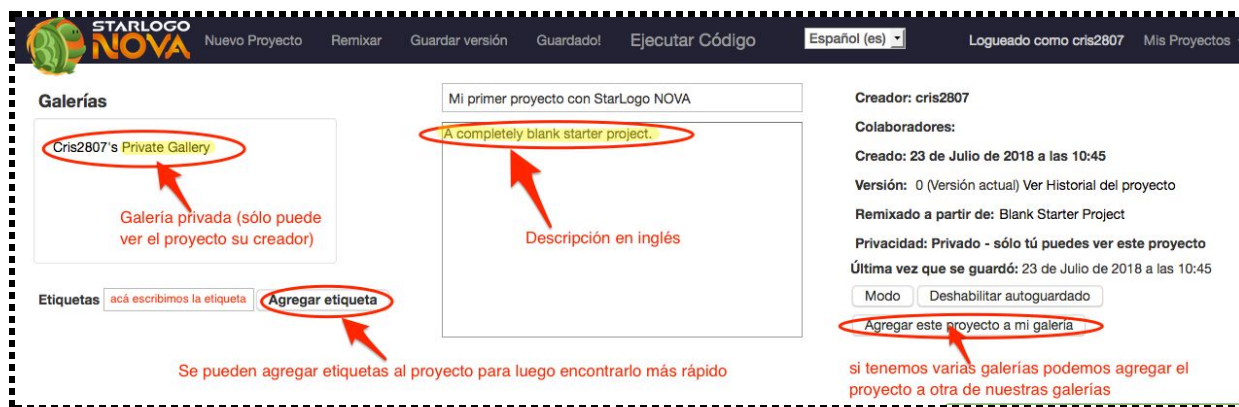 STARLOGO
NOVA
Nuevo Proyecto Remixar Guardar versión Guardado! Ejecutar Código Español (es) Logueado como cris2807 Mis Proyectos
Galerías
Cris2807's Private Gallery
Galería privada (sólo puede
ver el proyecto su creador)
Etiquetas acá escribimos la etiqueta Agregar etiqueta
Mi primer proyecto con StarLogo NOVA
A completely blank starter project.
Descripción en inglés
Se pueden agregar etiquetas al proyecto para luego encontrarlo más rápido
Creador: cris2807
Colaboradores:
Creado: 23 de Julio de 2018 a las 10:45
Versión: 0 (Versión actual) Ver Historial del proyecto
Remixado a partir de: Blank Starter Project
Privacidad: Privado - sólo tú puedes ver este proyecto
Última vez que se guardó: 23 de Julio de 2018 a las 10:45
Modo Deshabilitar autoguardado
Agregar este proyecto a mi galería
si tenemos varias galerías podemos agregar el
proyecto a otra de nuestras galerías